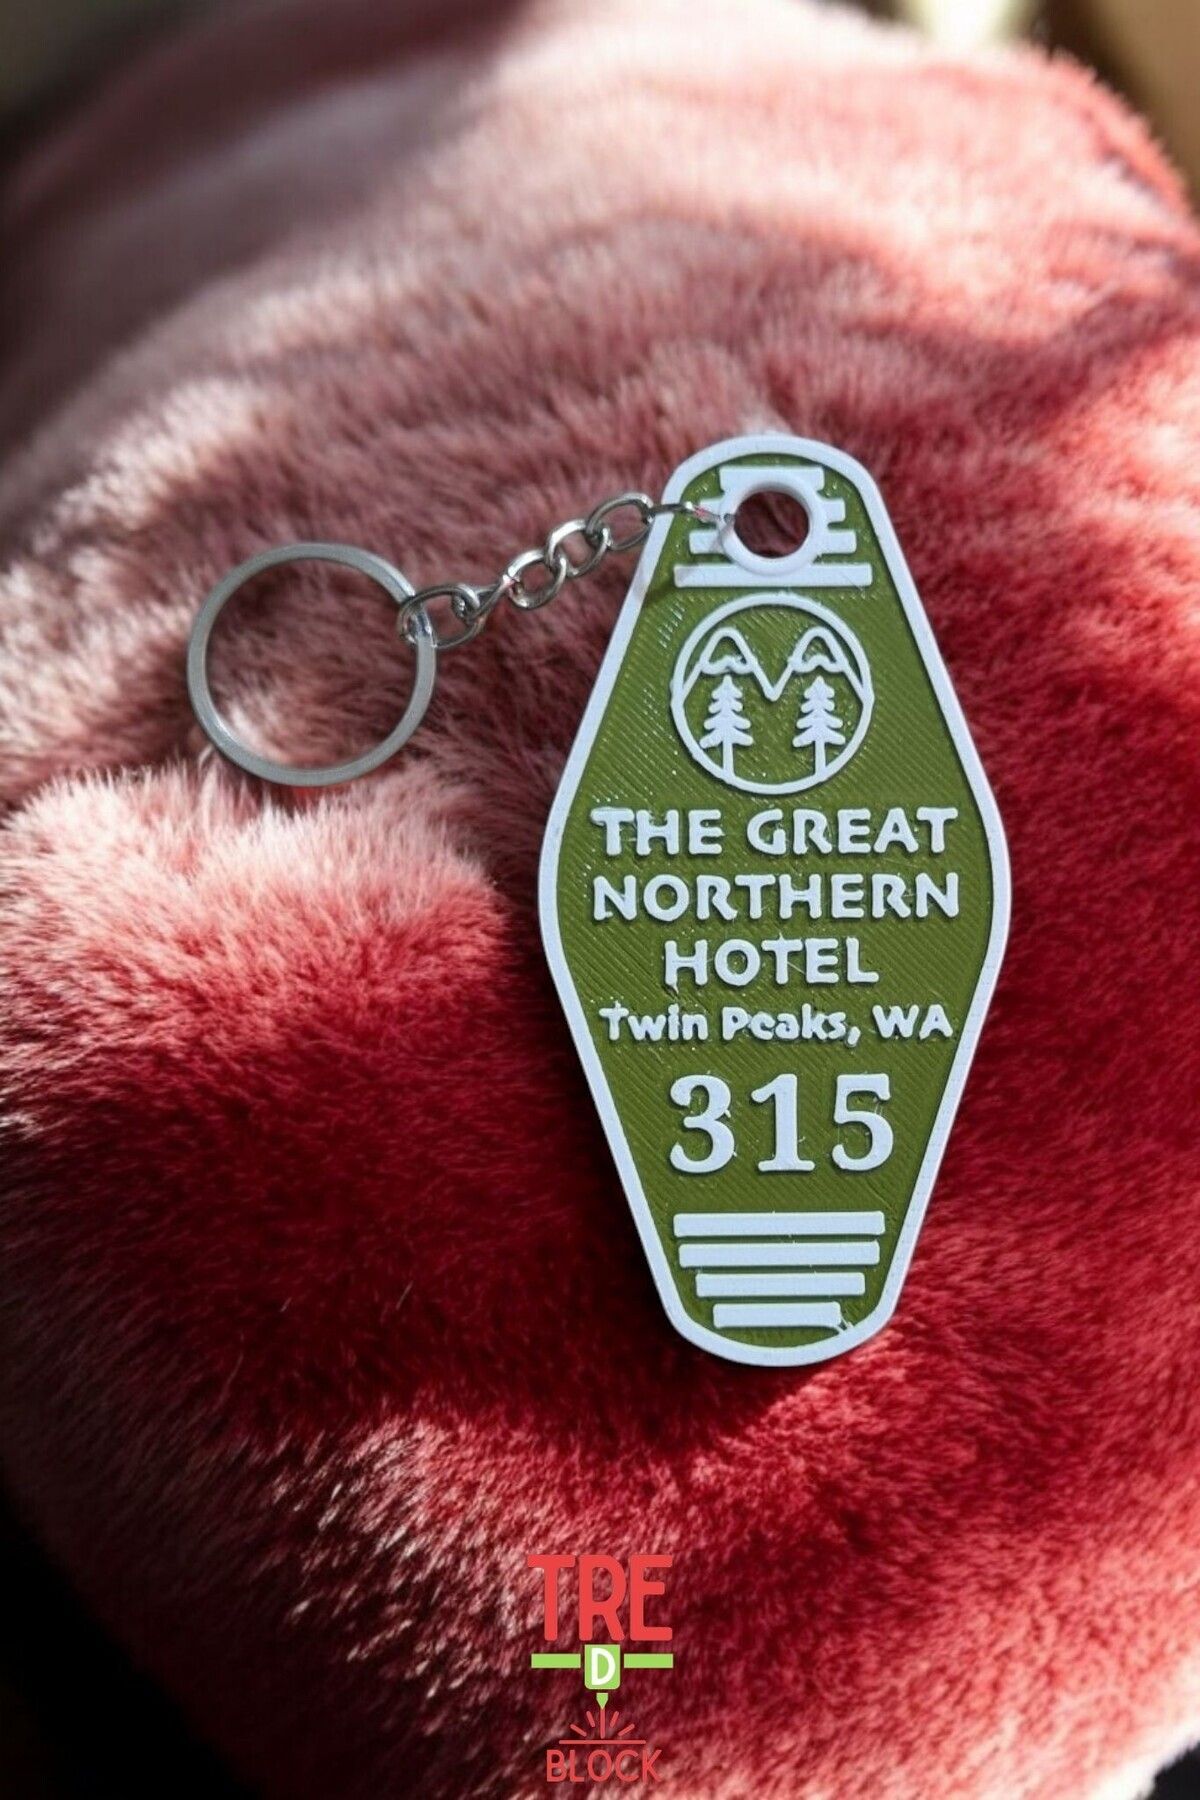 THE GREAT
NORTHERN
HOTEL
Twin Peaks, WA
315
TRE
D
BLOCK